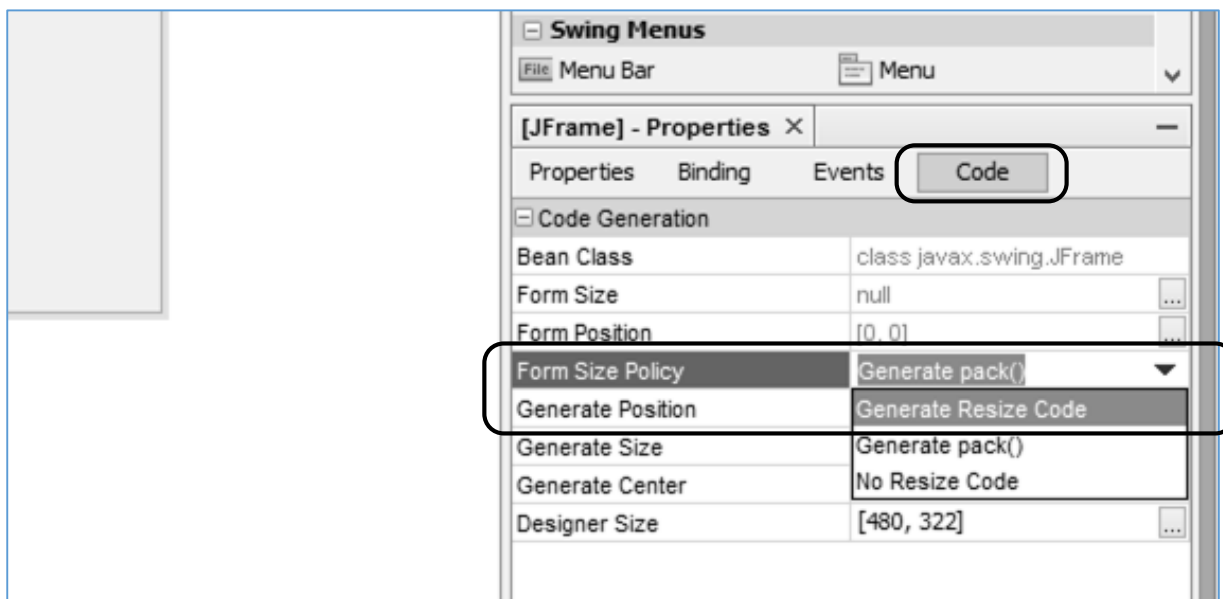 Swing Menus
File Menu Bar Menu
[JFrame] - Properties
Properties Binding Events Code
Code Generation
Bean Class class javax.swing.JFrame
Form Size null ...
Form Position [0, 0] ...
Form Size Policy Generate pack()
Generate Position Generate Resize Code
Generate Size Generate pack()
Generate Center No Resize Code
Designer Size [480, 322] ...